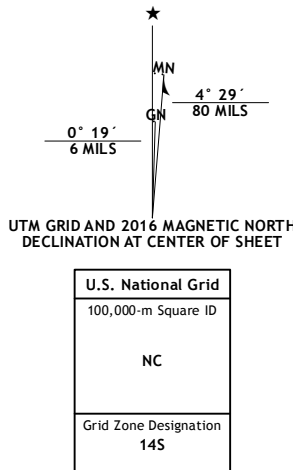 ★
MN
GN
4° 29´
80 MILS
0° 19´
6 MILS
UTM GRID AND 2016 MAGNETIC NORTH
DECLINATION AT CENTER OF SHEET
U.S. National Grid
100,000-m Square ID
NC
Grid Zone Designation
14S